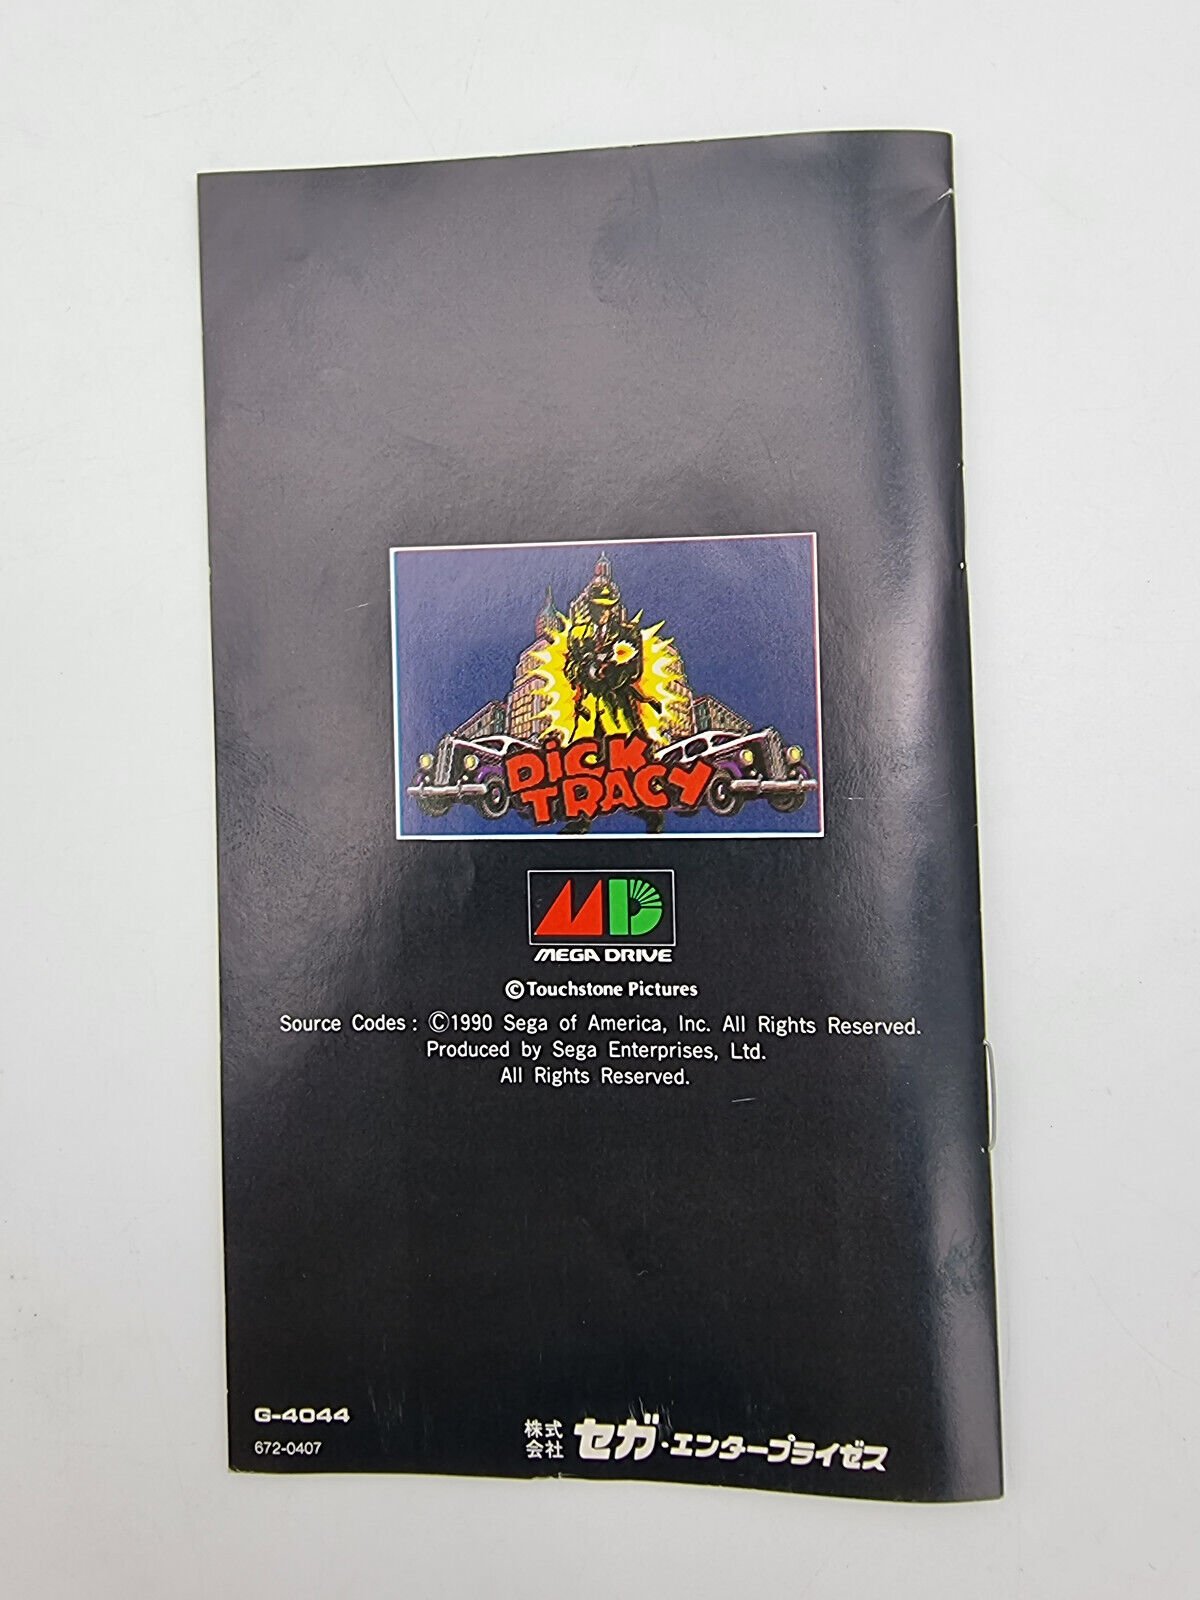 DiCK
TRACY
MD
MEGA DRIVE
©Touchstone Pictures
Source Codes : ©1990 Sega of America, Inc. All Rights Reserved.
Produced by Sega Enterprises, Ltd.
All Rights Reserved.
G-4044
672-0407
株式会社 セガ・エンタープライゼス